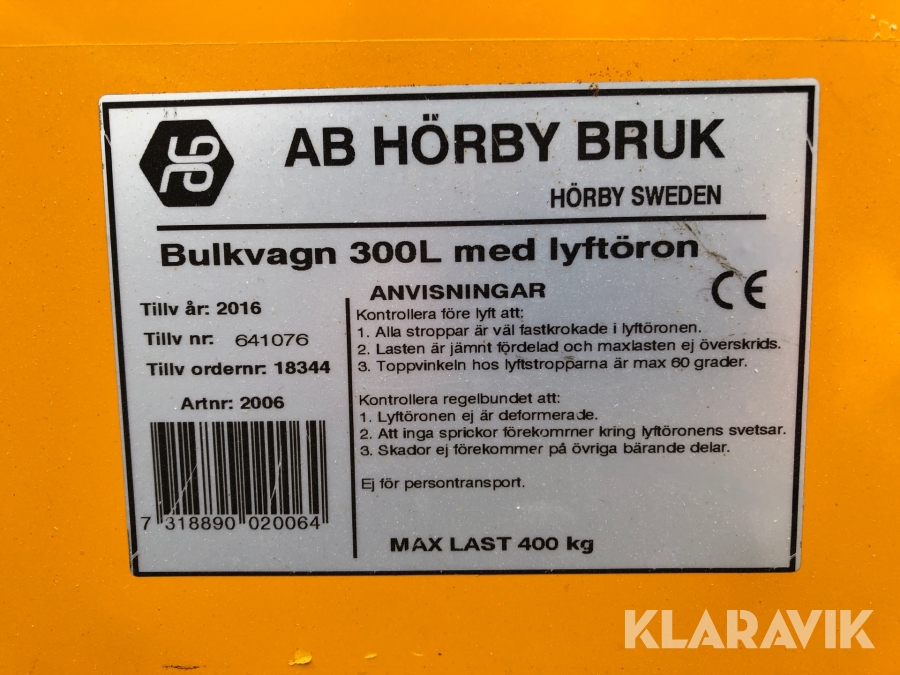 AB HÖRBY BRUK
HÖRBY SWEDEN
Bulkvagn 300L med lyftöron
Tillv år: 2016
Tillv nr: 641076
Tillv ordernr: 18344
Artnr: 2006
7 318890 020064
CE
ANVISNINGAR
Kontrollera före lyft att:
1. Alla stroppar är väl fastkrokade i lyftöronen.
2. Lasten är jämnt fördelad och maxlasten ej överskrids.
3. Toppvinkeln hos lyftstropparna är max 60 grader.
Kontrollera regelbundet att:
1. Lyftöronen ej är deformerade.
2. Att inga sprickor förekommer kring lyftöronens svetsar.
3. Skador ej förekommer på övriga bärande delar.
Ej för persontransport.
MAX LAST 400 kg
KLARAVIK